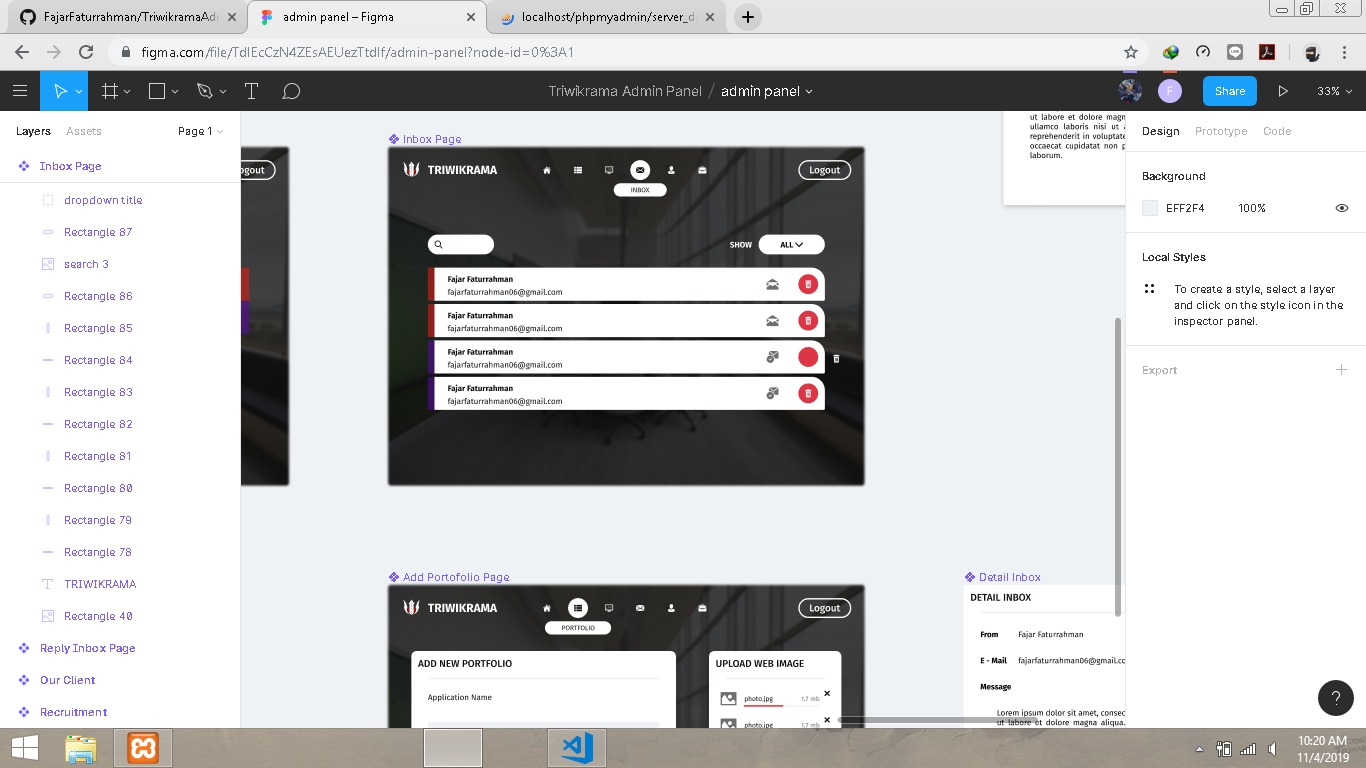 FajarFaturrahman/TriwikramaAd
admin panel – Figma
localhost/phpmyadmin/server_da
figma.com/file/TdlEcCzN4ZEsAEUezTtdlf/admin-panel?node-id=0%3A1
Triwikrama Admin Panel / admin panel
F
Share
33%
Layers
Assets
Page 1
Inbox Page
dropdown title
Rectangle 87
search 3
Rectangle 86
Rectangle 85
Rectangle 84
Rectangle 83
Rectangle 82
Rectangle 81
Rectangle 80
Rectangle 79
Rectangle 78
TRIWIKRAMA
Rectangle 40
Reply Inbox Page
Our Client
Recruitment
ogout
Inbox Page
TRIWIKRAMA
INBOX
Logout
SHOW
ALL
Fajar Faturrahman
fajarfaturrahman06@gmail.com
Fajar Faturrahman
fajarfaturrahman06@gmail.com
Fajar Faturrahman
fajarfaturrahman06@gmail.com
Fajar Faturrahman
fajarfaturrahman06@gmail.com
ut labore et dolore magn
ullamco laboris nisi ut a
reprehenderit in voluptate
occaecat cupidatat non p
laborum.
Add Portofolio Page
TRIWIKRAMA
PORTFOLIO
Logout
ADD NEW PORTFOLIO
Application Name
UPLOAD WEB IMAGE
photo.jpg
1.7 mb
photo.jpg
1.7 mb
Detail Inbox
DETAIL INBOX
From
Fajar Faturrahman
E - Mail
fajarfaturrahman06@gmail.co
Message
Lorem ipsum dolor sit amet, consec
ut labore et dolore magna aliqua.
Design
Prototype
Code
Background
EFF2F4
100%
Local Styles
To create a style, select a layer
and click on the style icon in the
inspector panel.
Export
?
10:20 AM
11/4/2019